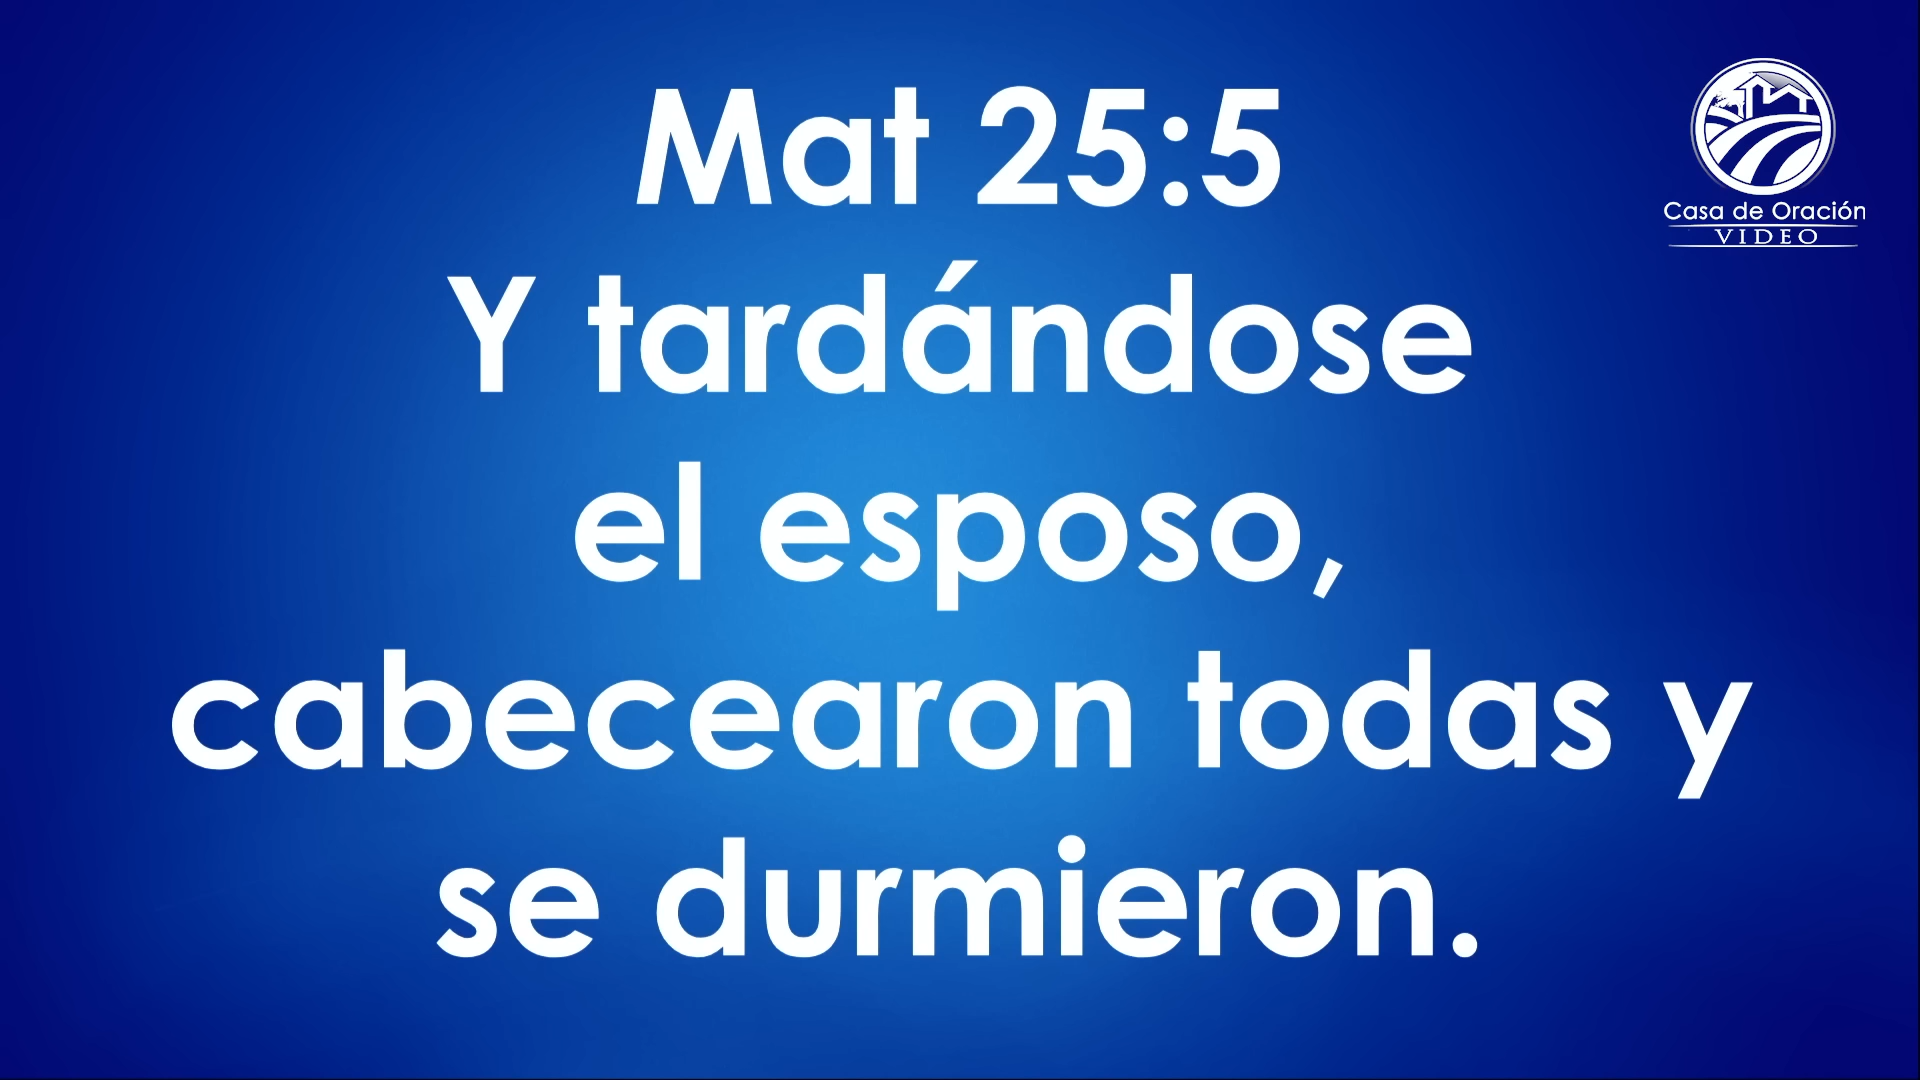 Mat 25:5
Y tardándose
el esposo,
cabecearon todas y
se durmieron.
Casa de Oración
VIDEO